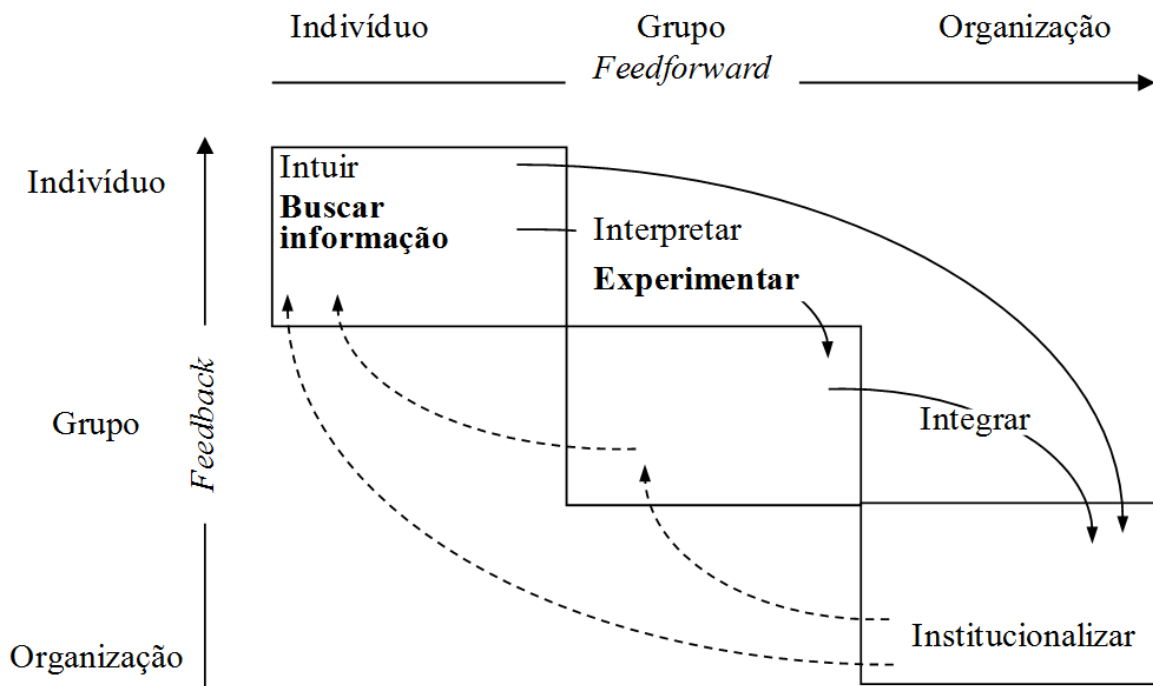 Indivíduo
Grupo
Organização
Feedforward
Indivíduo
Intuir
Buscar
informação
Interpretar
Experimentar
Feedback
Grupo
Integrar
Institucionalizar
Organização